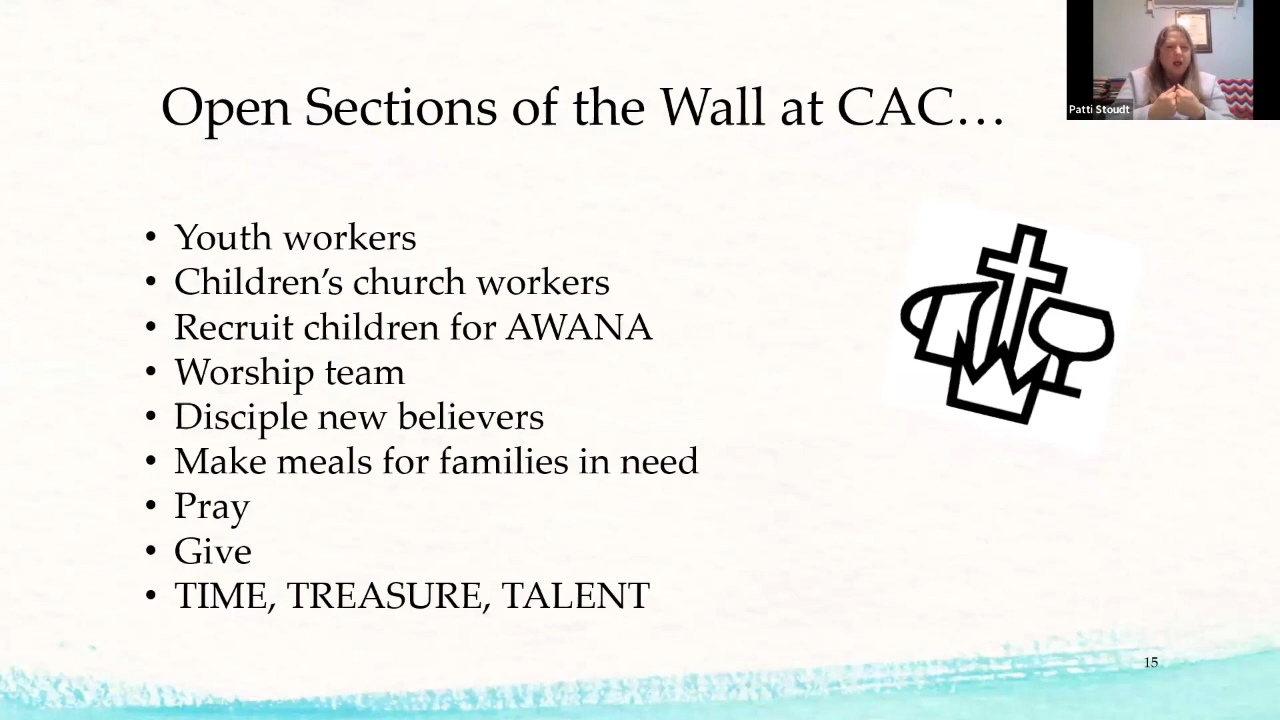 Open Sections of the Wall at CAC…
Patti Stoudt
• Youth workers
• Children’s church workers
• Recruit children for AWANA
• Worship team
• Disciple new believers
• Make meals for families in need
• Pray
• Give
• TIME, TREASURE, TALENT
15